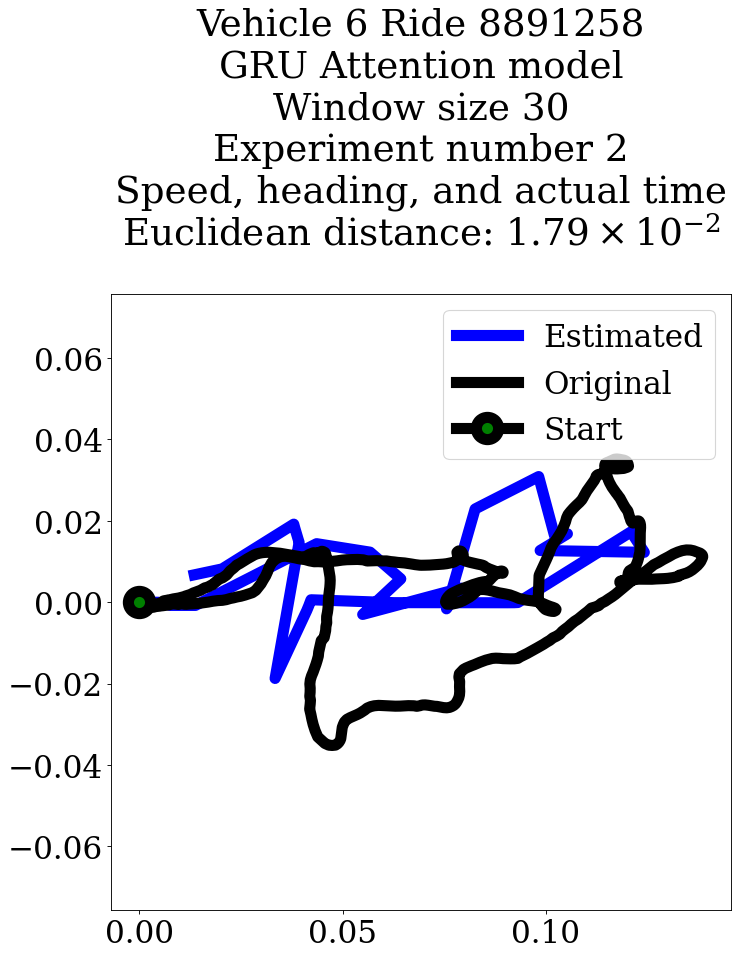 Vehicle 6 Ride 8891258
GRU Attention model
Window size 30
Experiment number 2
Speed, heading, and actual time
Euclidean distance: 1.79 × 10⁻²
Estimated
Original
Start
0.06
0.04
0.02
0.00
−0.02
−0.04
−0.06
0.00 0.05 0.10